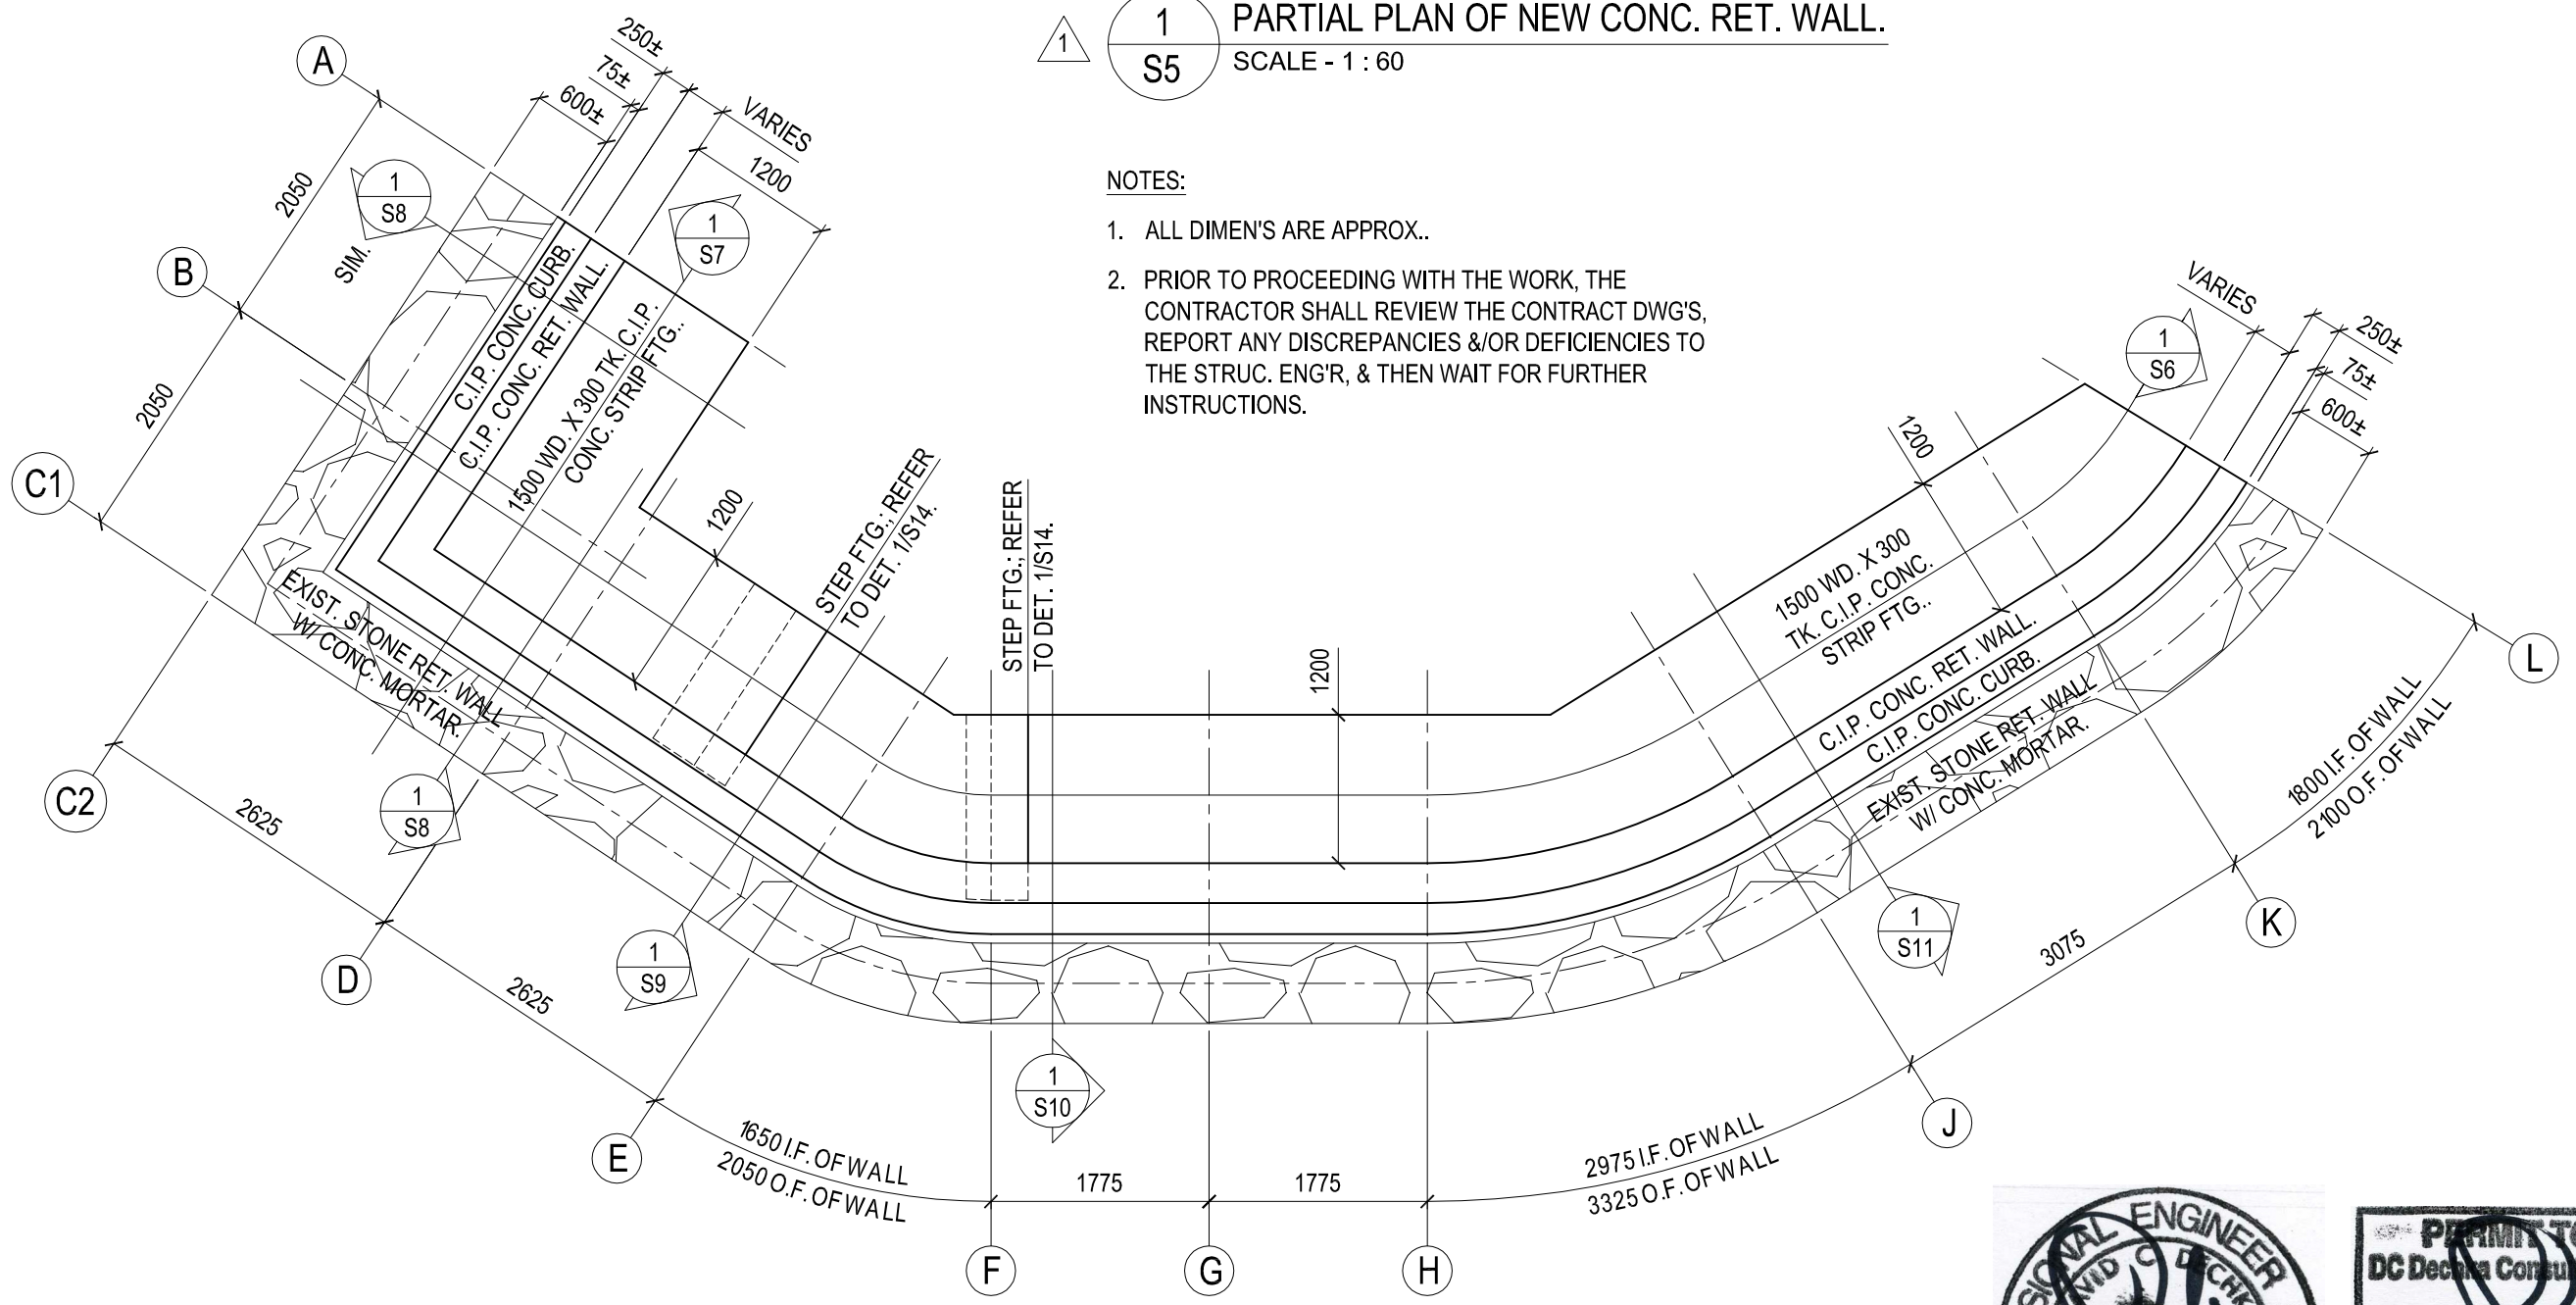 1
1
S5
PARTIAL PLAN OF NEW CONC. RET. WALL.
SCALE - 1 : 60
NOTES:
1. ALL DIMEN'S ARE APPROX..
2. PRIOR TO PROCEEDING WITH THE WORK, THE
CONTRACTOR SHALL REVIEW THE CONTRACT DWG'S,
REPORT ANY DISCREPANCIES &/OR DEFICIENCIES TO
THE STRUC. ENG'R, & THEN WAIT FOR FURTHER
INSTRUCTIONS.
A
B
C1
C2
D
E
F
G
H
J
K
L
250±
75±
600±
VARIES
1200
2050
2050
1
S8
SIM.
1
S7
C.I.P. CONC. CURB.
C.I.P. CONC. RET. WALL.
1500 WD. X 300 TK. C.I.P.
CONC. STRIP FTG..
1200
STEP FTG.; REFER
TO DET. 1/S14.
STEP FTG.; REFER
TO DET. 1/S14.
1200
EXIST. STONE RET. WALL
W/ CONC. MORTAR.
2625
2625
1
S8
1
S9
1
S10
1650 I.F. OF WALL
2050 O.F. OF WALL
1775
1775
2975 I.F. OF WALL
3325 O.F. OF WALL
VARIES
250±
75±
600±
1
S6
1200
1500 WD. X 300
TK. C.I.P. CONC.
STRIP FTG..
C.I.P. CONC. RET. WALL.
C.I.P. CONC. CURB.
EXIST. STONE RET. WALL
W/ CONC. MORTAR.
1
S11
3075
1800 I.F. OF WALL
2100 O.F. OF WALL
ENGINEER
PERMIT TO
DC Dechka